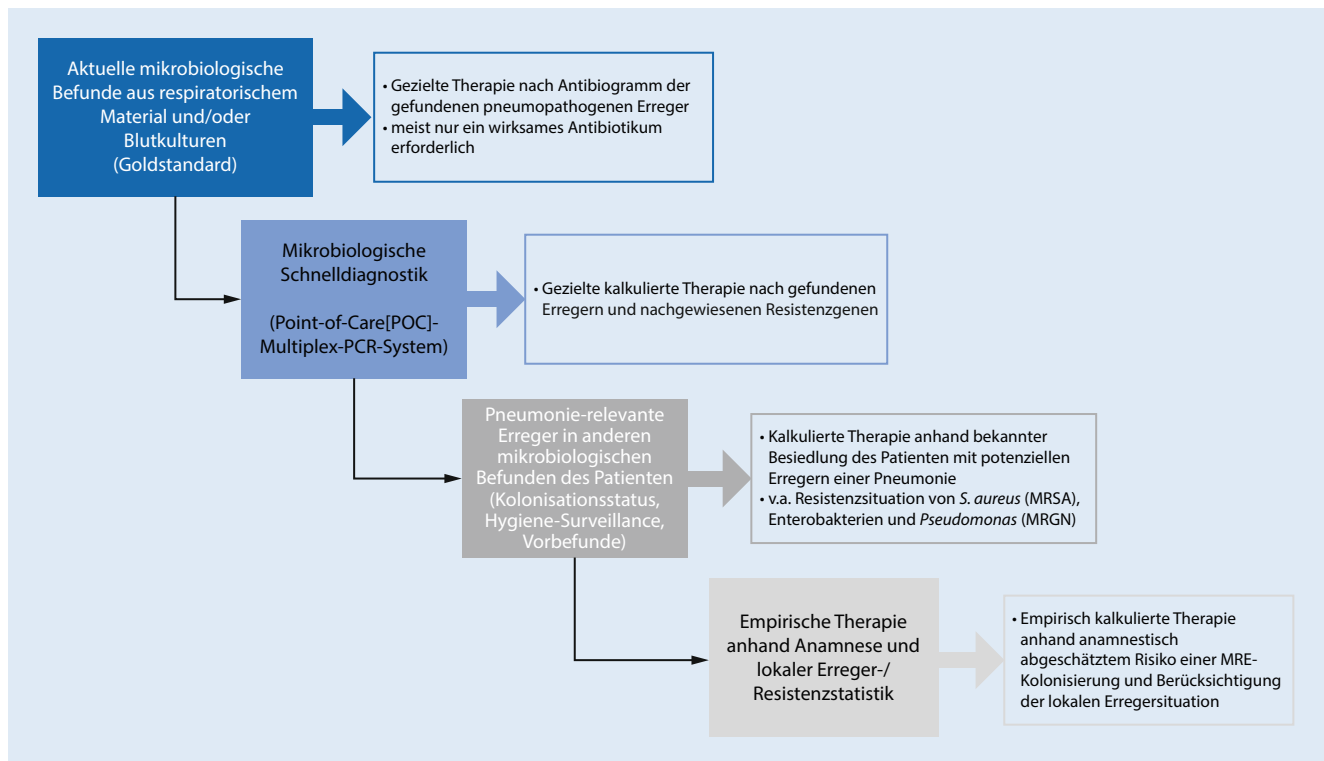 Aktuelle mikrobiologische
Befunde aus respiratorischem
Material und/oder
Blutkulturen
(Goldstandard)
• Gezielte Therapie nach Antibiogramm der
gefundenen pneumopathogenen Erreger
• meist nur ein wirksames Antibiotikum
erforderlich
Mikrobiologische
Schnelldiagnostik
(Point-of-Care[POC]-
Multiplex-PCR-System)
• Gezielte kalkulierte Therapie nach gefundenen
Erregern und nachgewiesenen Resistenzgenen
Pneumonie-relevante
Erreger in anderen
mikrobiologischen
Befunden des Patienten
(Kolonisationsstatus,
Hygiene-Surveillance,
Vorbefunde)
• Kalkulierte Therapie anhand bekannter
Besiedlung des Patienten mit potenziellen
Erregern einer Pneumonie
• v.a. Resistenzsituation von S. aureus (MRSA),
Enterobakterien und Pseudomonas (MRGN)
Empirische Therapie
anhand Anamnese und
lokaler Erreger-/
Resistenzstatistik
• Empirisch kalkulierte Therapie
anhand anamnestisch
abgeschätztem Risiko einer MRE-
Kolonisierung und Berücksichtigung
der lokalen Erregersituation